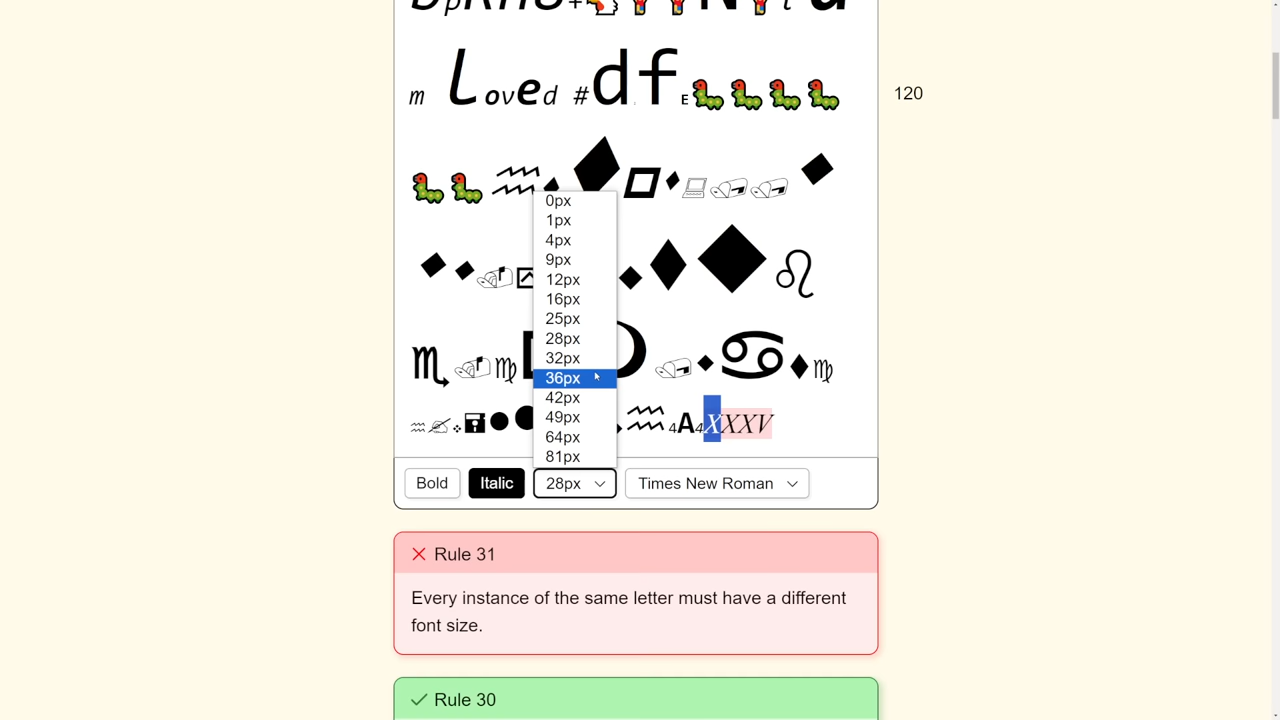 m Loved #df E
120
4A4XXXXV
0px
1px
4px
9px
12px
16px
25px
28px
32px
36px
42px
49px
64px
81px
Bold
Italic
28px
Times New Roman
Rule 31
Every instance of the same letter must have a different
font size.
Rule 30